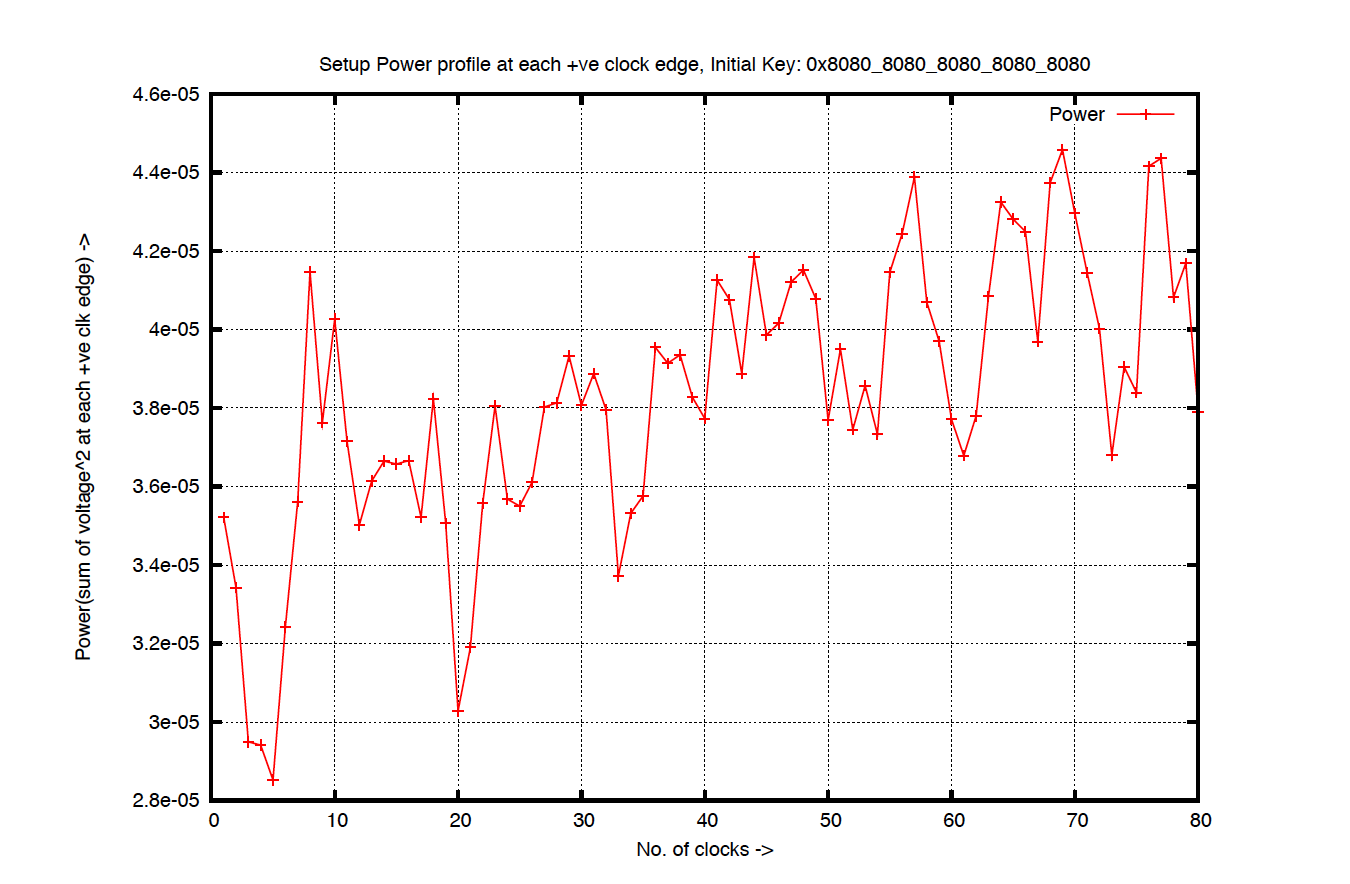 Setup Power profile at each +ve clock edge, Initial Key: 0x8080_8080_8080_8080_8080
4.6e-05
Power
4.4e-05
4.2e-05
4e-05
3.8e-05
3.6e-05
3.4e-05
3.2e-05
3e-05
2.8e-05
Power(sum of voltage^2 at each +ve clk edge) ->
0 10 20 30 40 50 60 70 80
No. of clocks ->